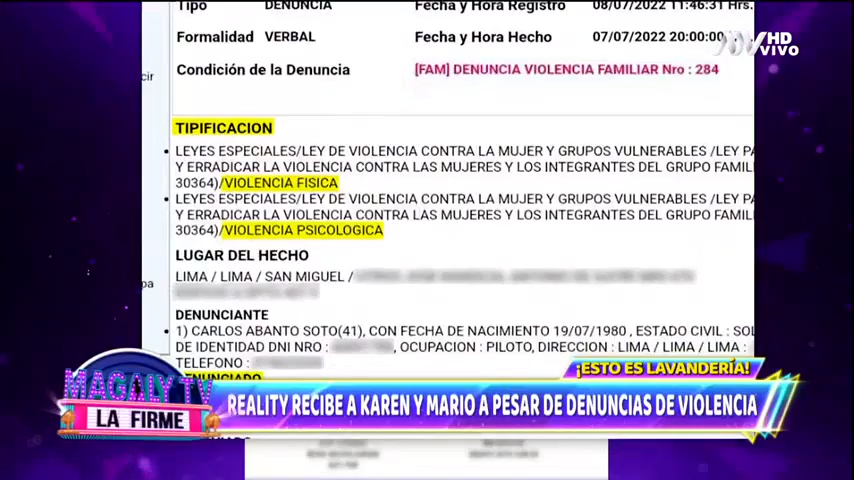 Tipo DENUNCIA Fecha y Hora Registro 08/07/2022 11:46:31 Hrs.
Formalidad VERBAL Fecha y Hora Hecho 07/07/2022 20:00:00
HD
VIVO
cir
Condición de la Denuncia [FAM] DENUNCIA VIOLENCIA FAMILIAR Nro : 284
TIPIFICACION
• LEYES ESPECIALES/LEY DE VIOLENCIA CONTRA LA MUJER Y GRUPOS VULNERABLES /LEY PA
Y ERRADICAR LA VIOLENCIA CONTRA LAS MUJERES Y LOS INTEGRANTES DEL GRUPO FAMIL
30364)/VIOLENCIA FISICA
• LEYES ESPECIALES/LEY DE VIOLENCIA CONTRA LA MUJER Y GRUPOS VULNERABLES /LEY PA
Y ERRADICAR LA VIOLENCIA CONTRA LAS MUJERES Y LOS INTEGRANTES DEL GRUPO FAMIL
30364)/VIOLENCIA PSICOLOGICA
LUGAR DEL HECHO
LIMA / LIMA / SAN MIGUEL /
pa
DENUNCIANTE
• 1) CARLOS ABANTO SOTO(41), CON FECHA DE NACIMIENTO 19/07/1980 , ESTADO CIVIL : SOL
DE IDENTIDAD DNI NRO : , OCUPACION : PILOTO, DIRECCION : LIMA / LIMA / LIMA :
TELEFONO :
DENUNCIADO
¡ESTO ES LAVANDERÍA!
MAGALY TV
LA FIRME
REALITY RECIBE A KAREN Y MARIO A PESAR DE DENUNCIAS DE VIOLENCIA